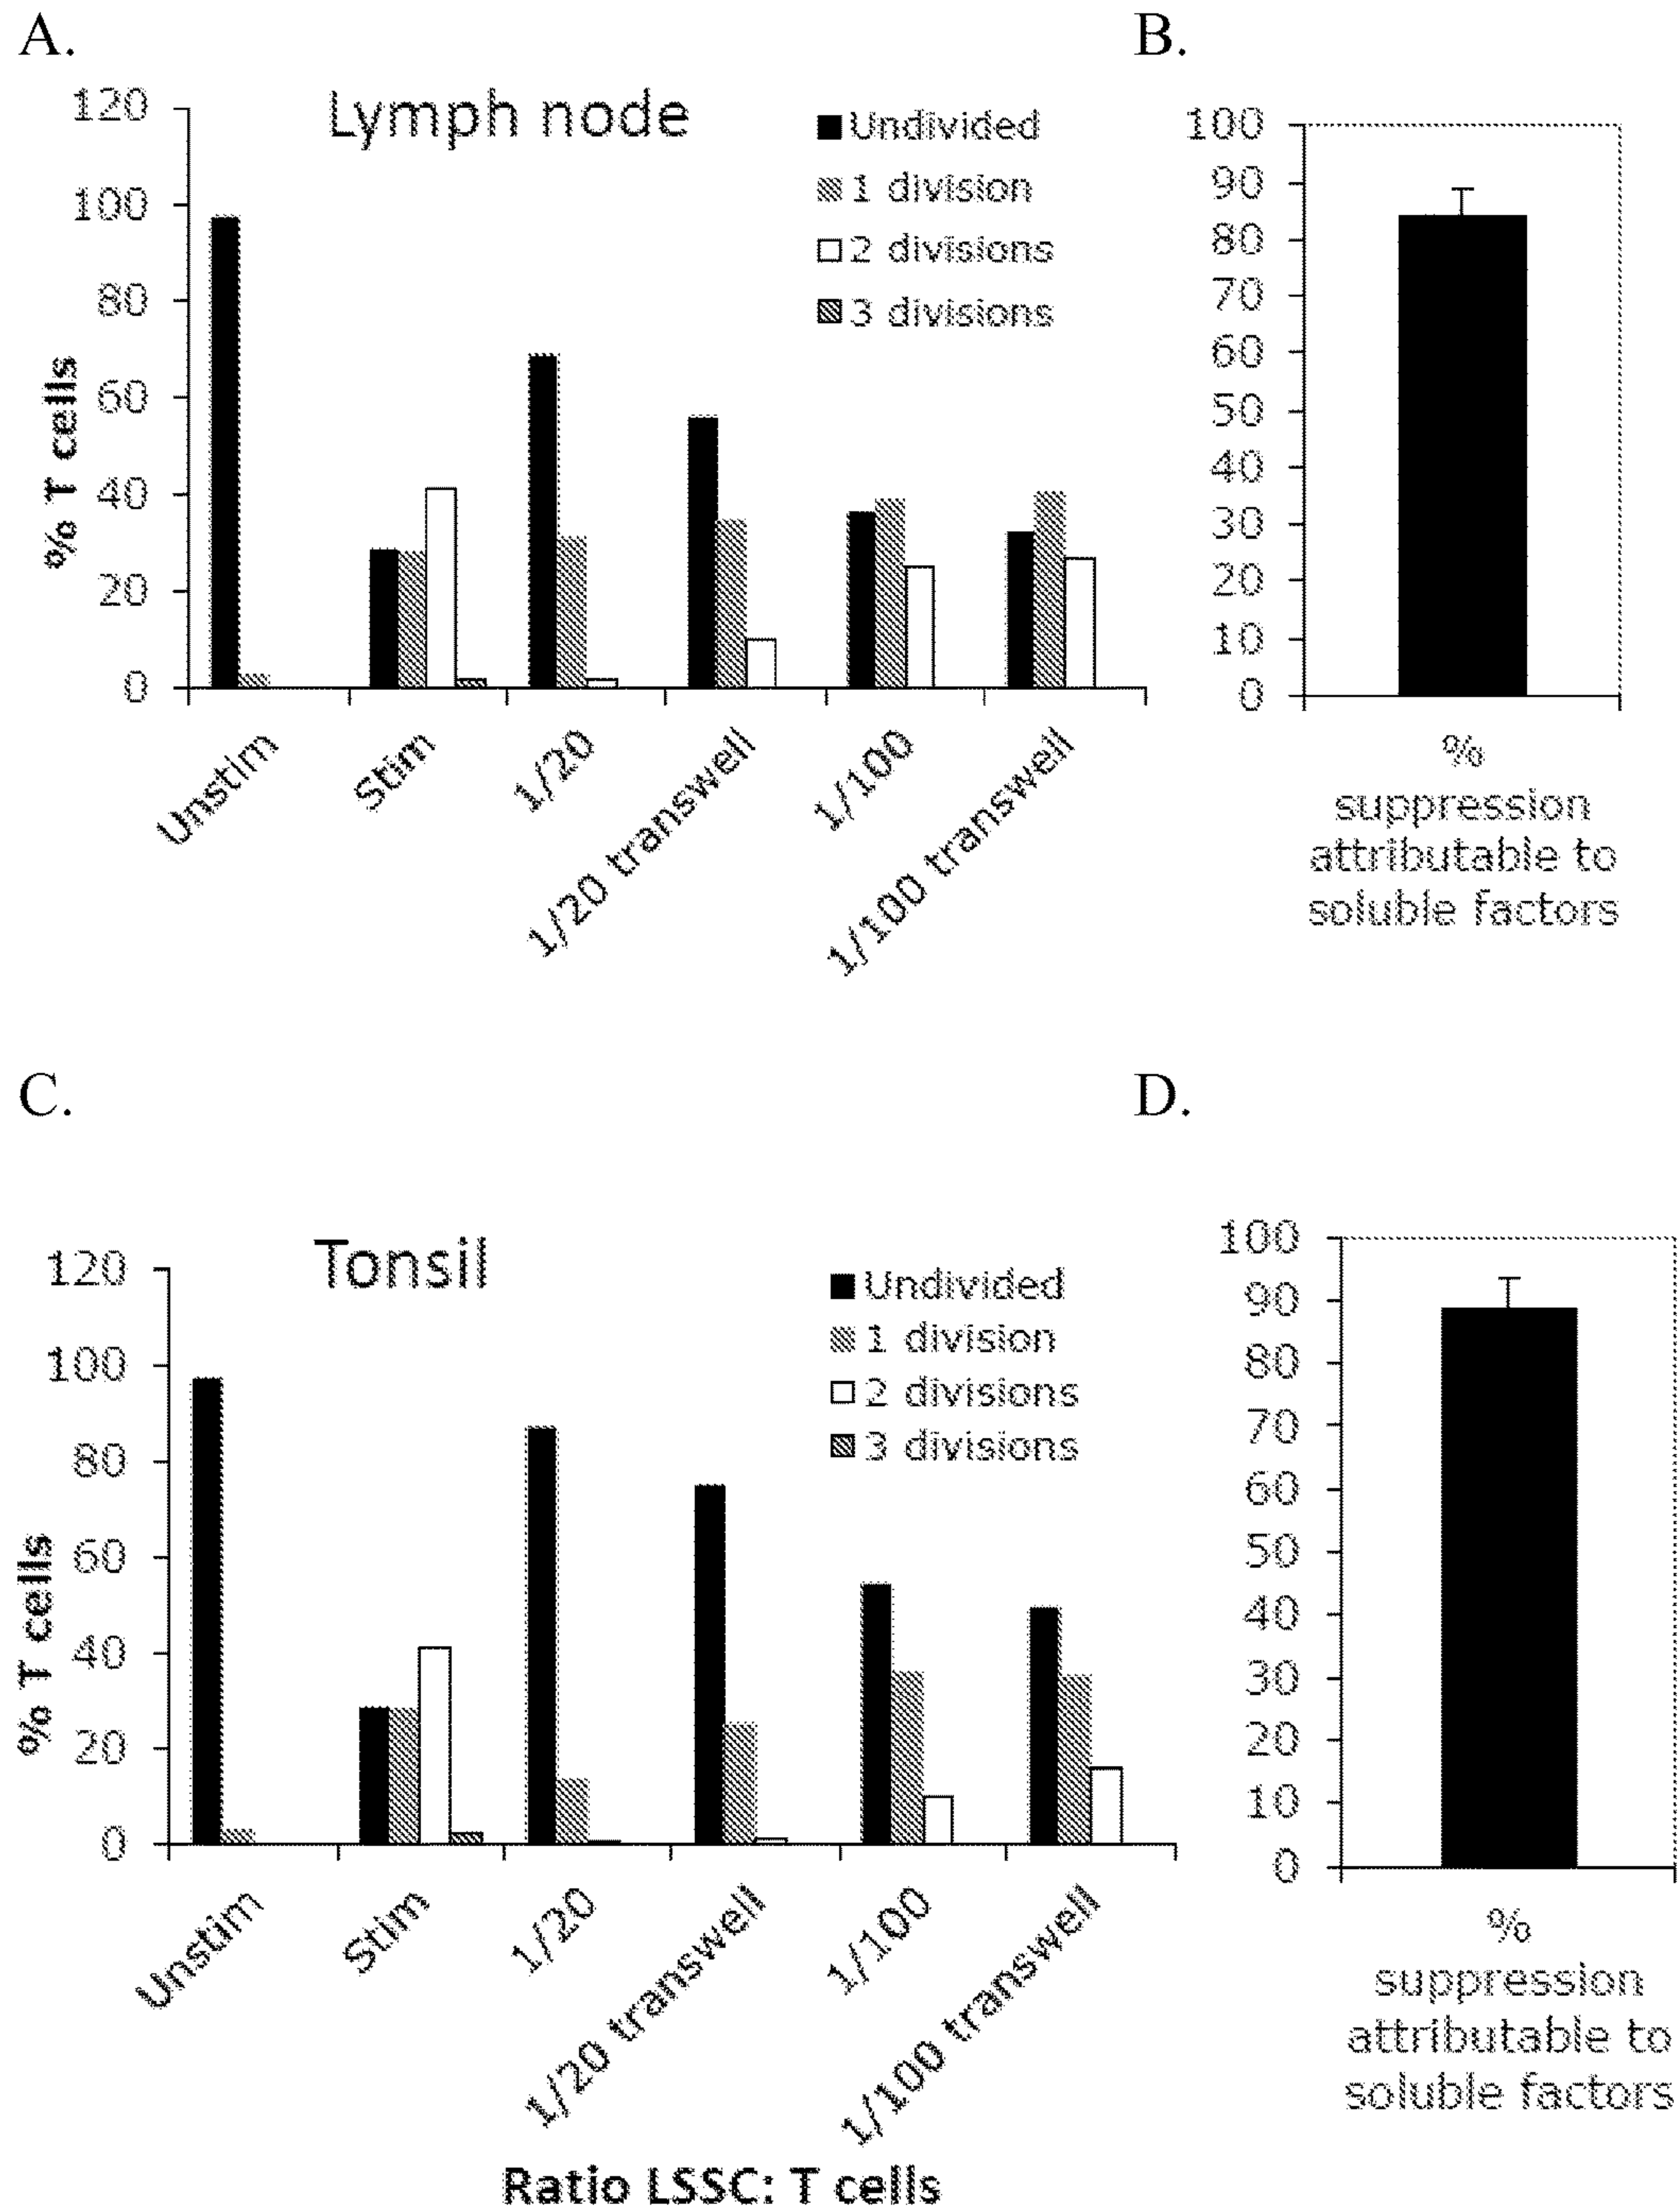 A.
Lymph node
120
100
80
60
40
20
0
% T cells
Undivided
1 division
2 divisions
3 divisions
Unstim
Stim
1/20
1/20 transwell
1/100
1/100 transwell
B.
100
90
80
70
60
50
40
30
20
10
0
%
suppression
attributable to
soluble factors
C.
Tonsil
120
100
80
60
40
20
0
% T cells
Undivided
1 division
2 divisions
3 divisions
Unstim
Stim
1/20
1/20 transwell
1/100
1/100 transwell
Ratio LSSC: T cells
D.
100
90
80
70
60
50
40
30
20
10
0
%
suppression
attributable to
soluble factors